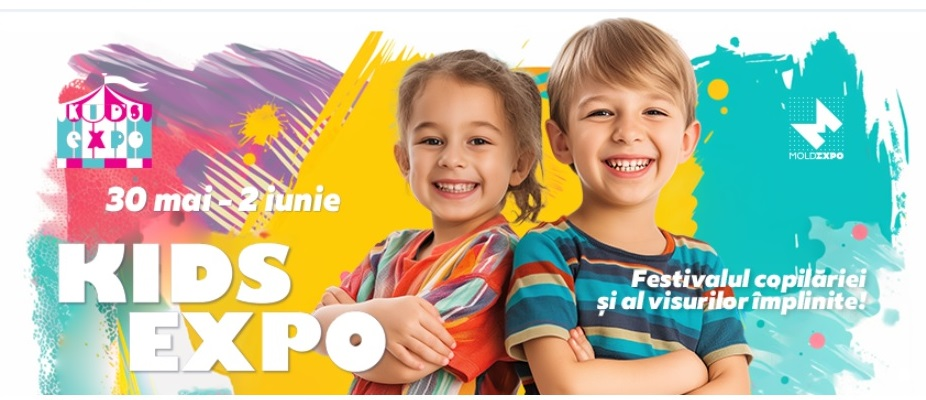 KIDS
expo
30 mai - 2 iunie
KIDS
EXPO
MOLDEXPO
Festivalul copilăriei
și al visurilor împlinite!